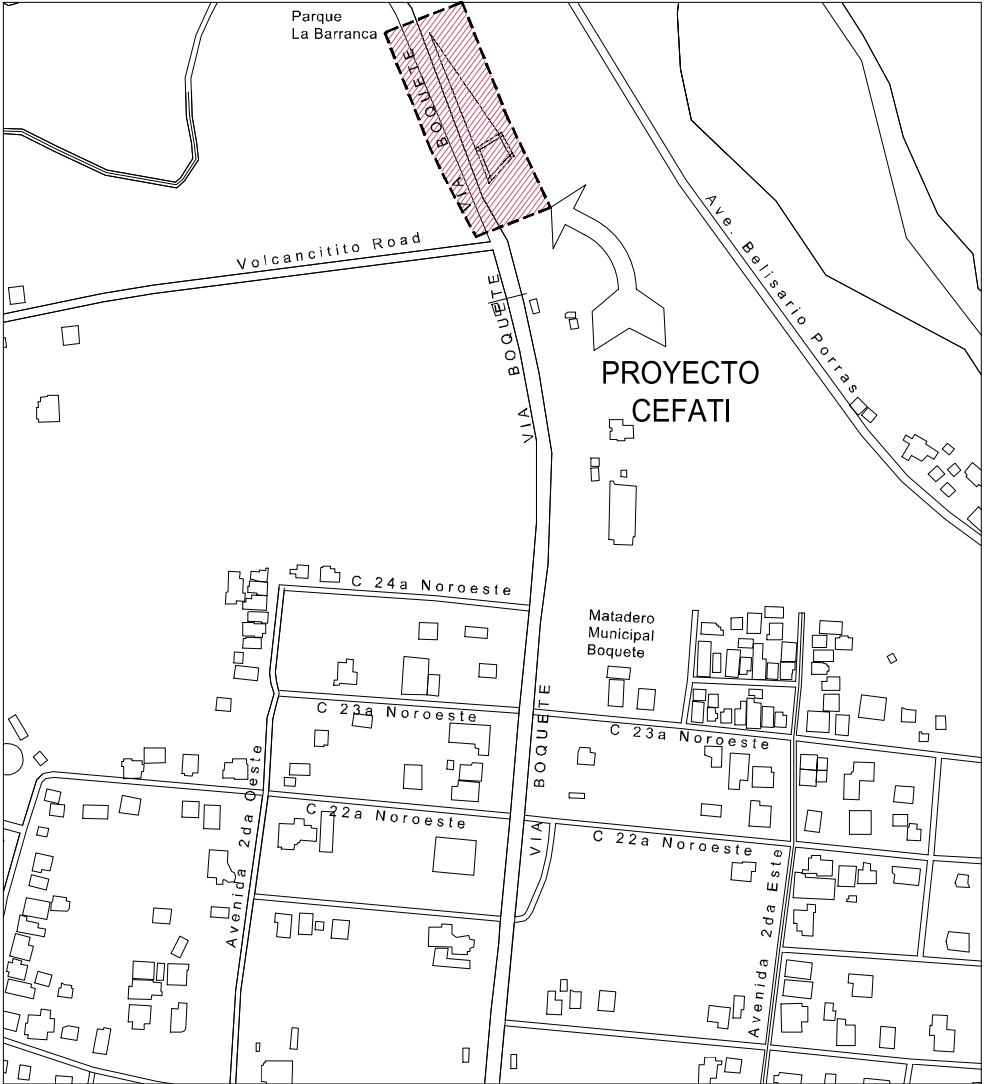 Parque
La Barranca
VIA BOQUETE
Volcancitito Road
Ave. Belisario Porras
VIA BOQUETE
PROYECTO
CEFATI
C 24a Noroeste
Matadero
Municipal
Boquete
C 23a Noroeste
C 23a Noroeste
VIA BOQUETE
Avenida 2da Oeste
C 22a Noroeste
C 22a Noroeste
Avenida 2da Este